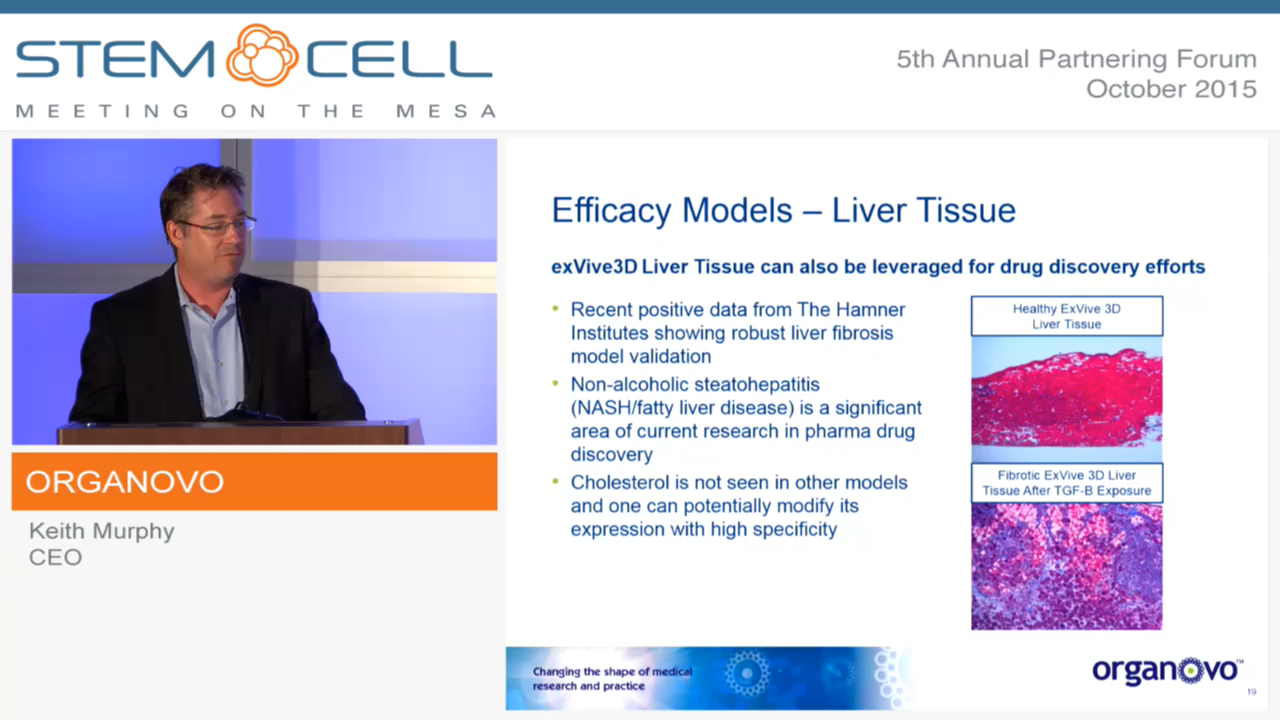 STEM CELL
MEETING ON THE MESA
5th Annual Partnering Forum
October 2015
ORGANOVO
Keith Murphy
CEO
Efficacy Models – Liver Tissue
exVive3D Liver Tissue can also be leveraged for drug discovery efforts
• Recent positive data from The Hamner
Institutes showing robust liver fibrosis
model validation
• Non-alcoholic steatohepatitis
(NASH/fatty liver disease) is a significant
area of current research in pharma drug
discovery
• Cholesterol is not seen in other models
and one can potentially modify its
expression with high specificity
Healthy ExVive 3D
Liver Tissue
Fibrotic ExVive 3D Liver
Tissue After TGF-B Exposure
Changing the shape of medical
research and practice
organovo™
19